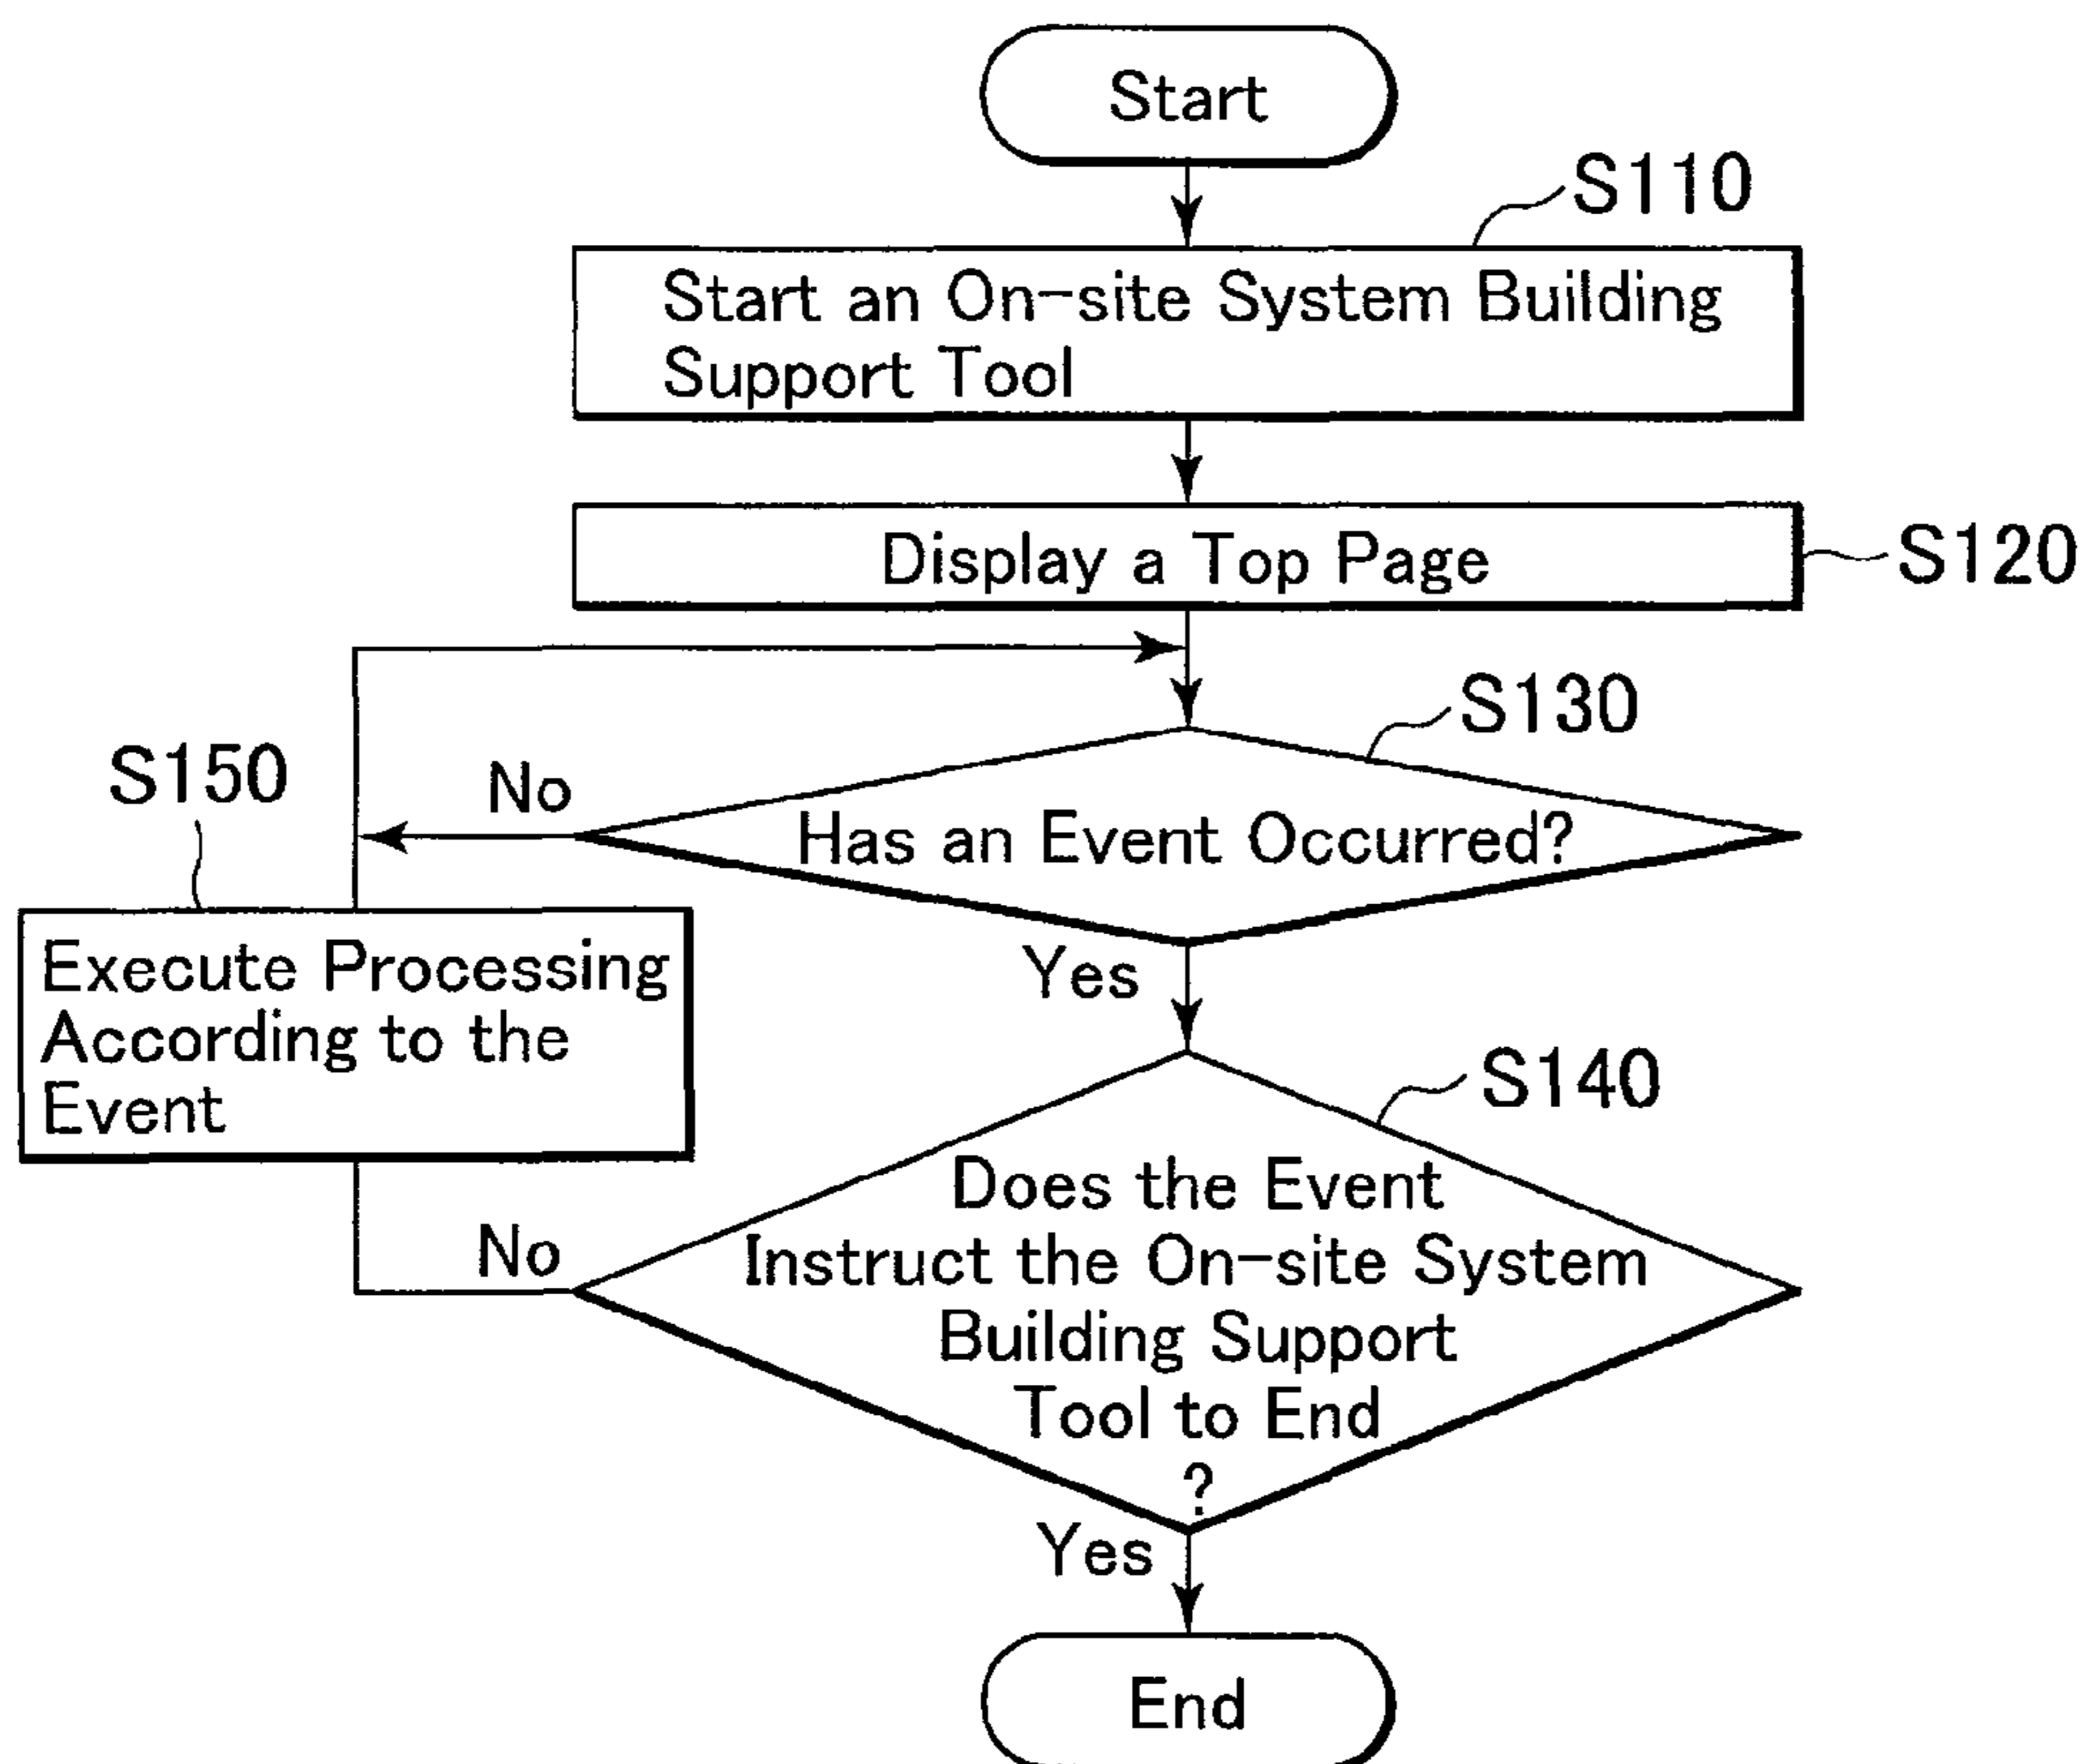 Start
S110
Start an On-site System Building
Support Tool
Display a Top Page
S120
S130
S150
No
Has an Event Occurred?
Yes
Execute Processing
According to the
Event
S140
No
Does the Event
Instruct the On-site System
Building Support
Tool to End
?
Yes
End